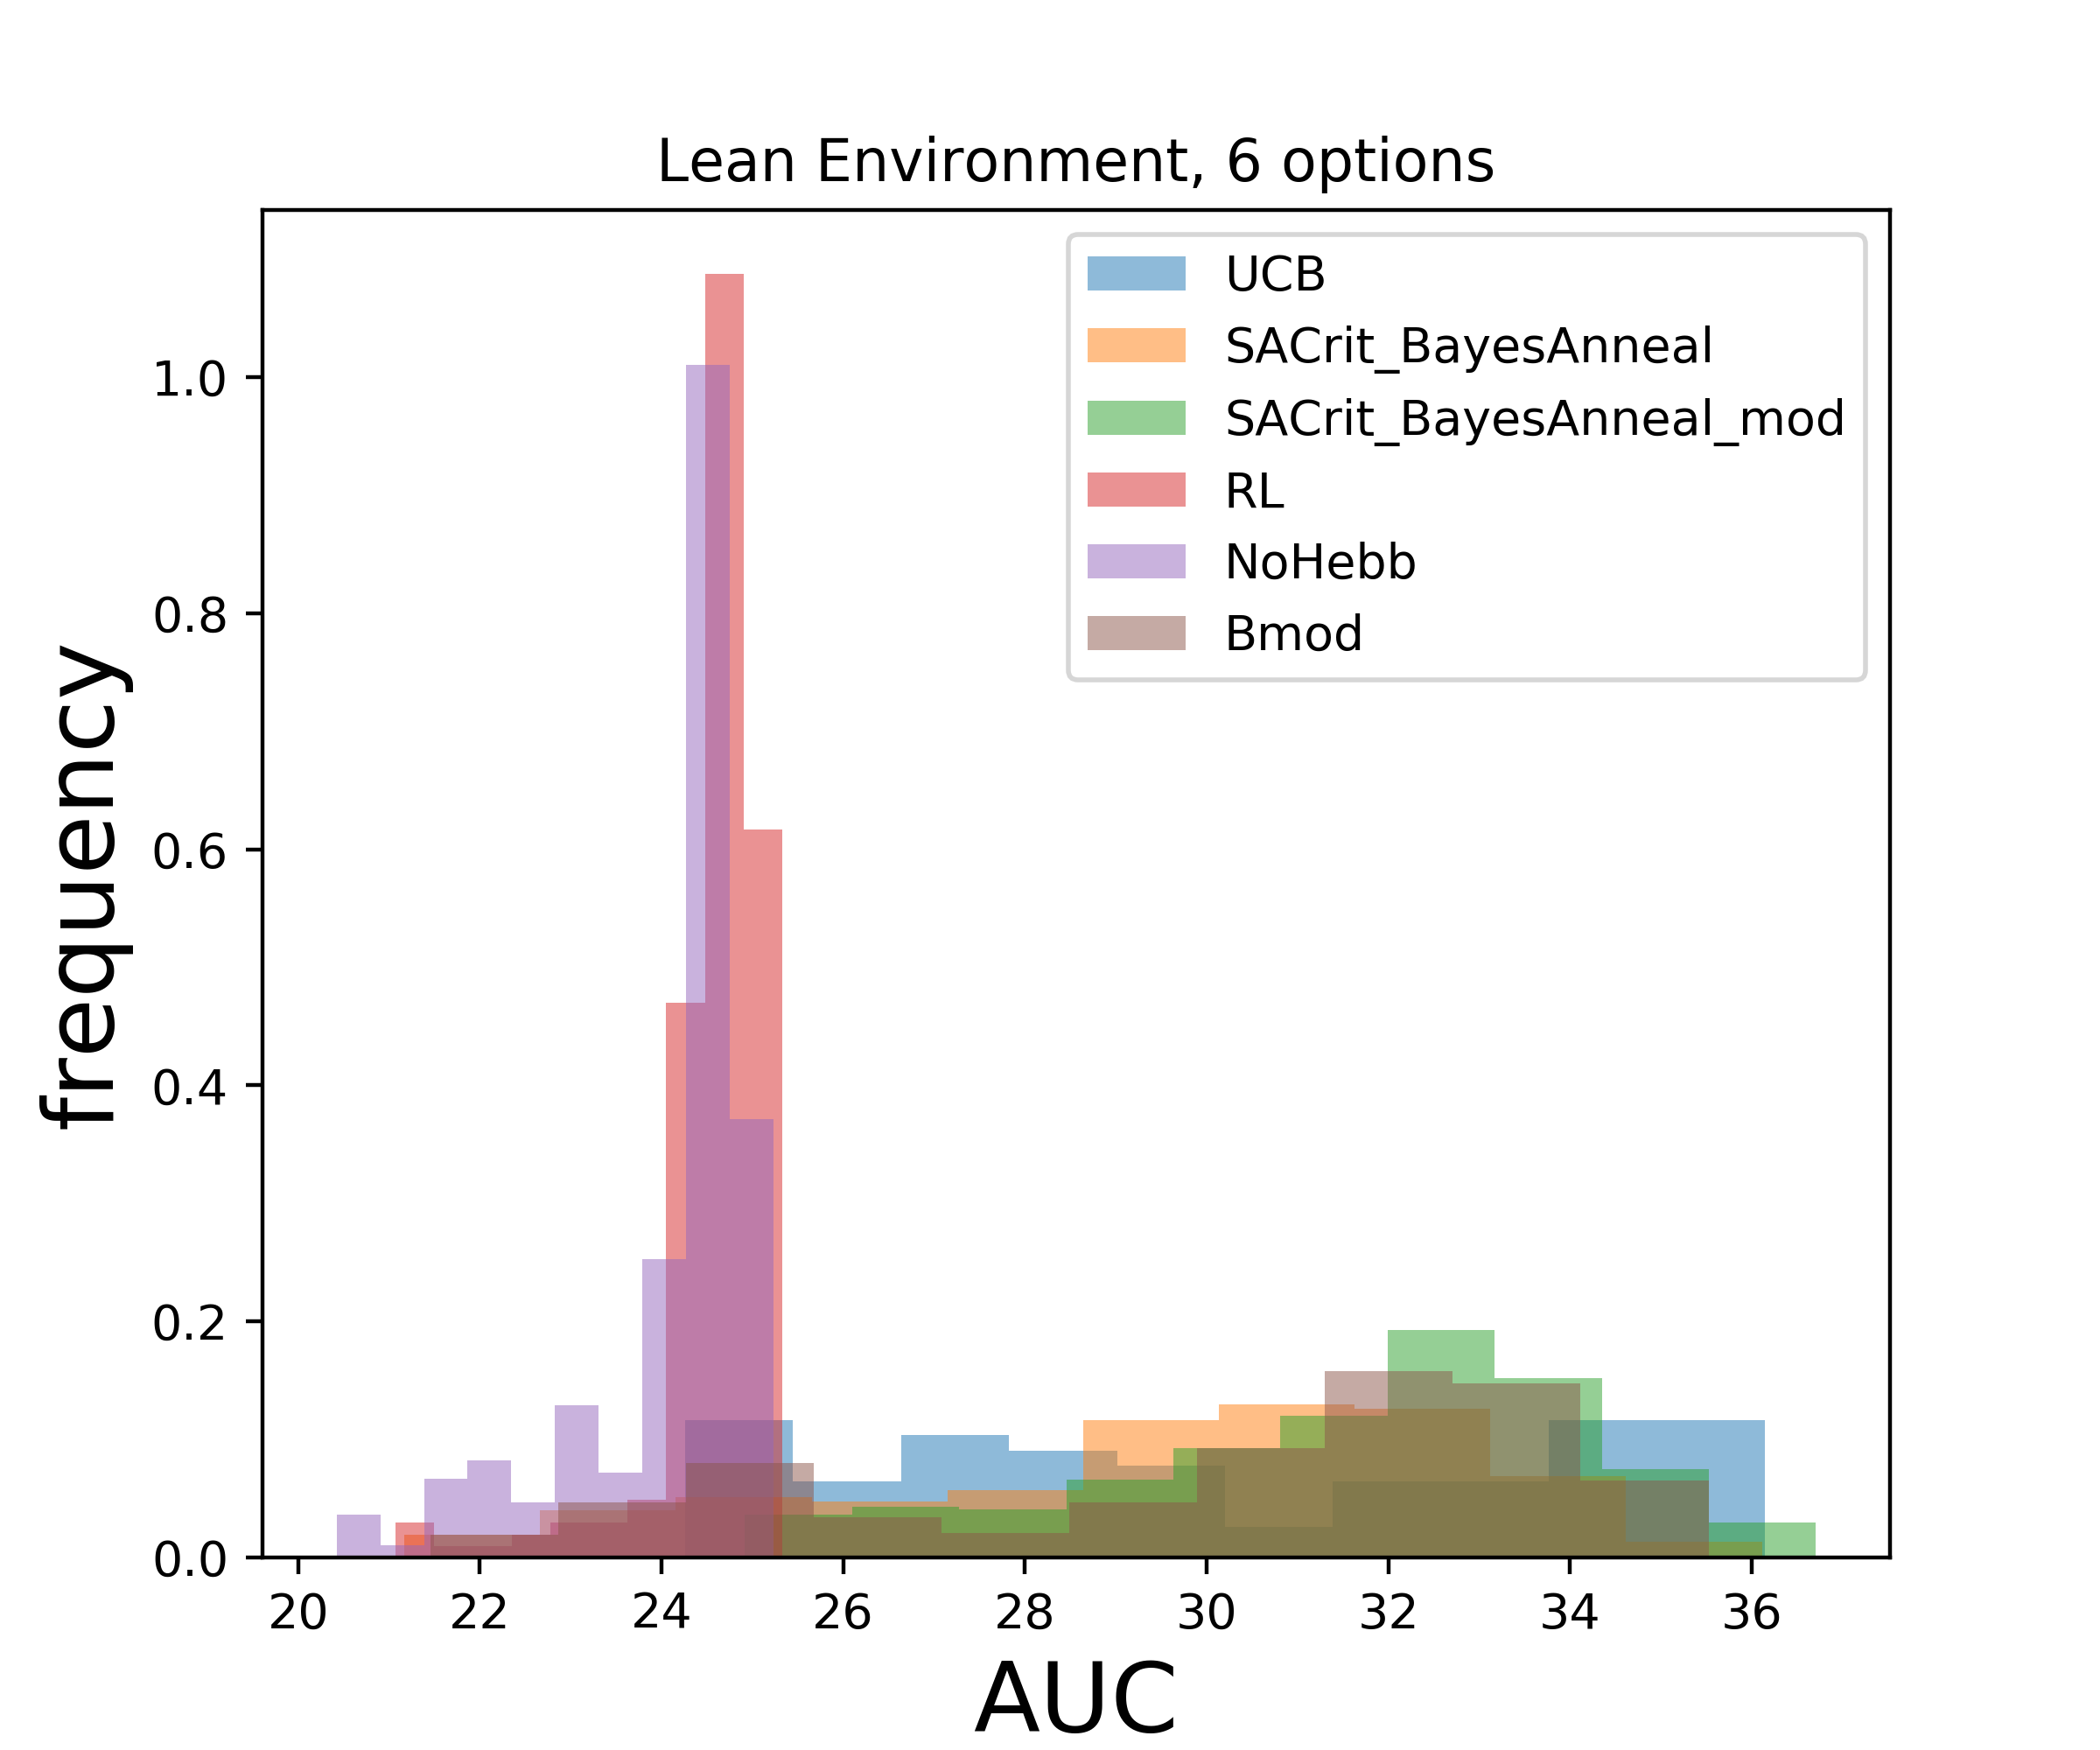 Lean Environment, 6 options
UCB
SACrit_BayesAnneal
SACrit_BayesAnneal_mod
RL
NoHebb
Bmod
frequency
1.0
0.8
0.6
0.4
0.2
0.0
20 22 24 26 28 30 32 34 36
AUC